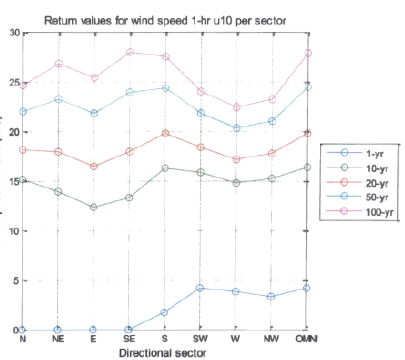 Return values for wind speed 1-hr u10 per sector
30
25
20
15
10
5
0
N NE E SE S SW W NW OMNI
Directional sector
1-yr
10-yr
20-yr
50-yr
100-yr